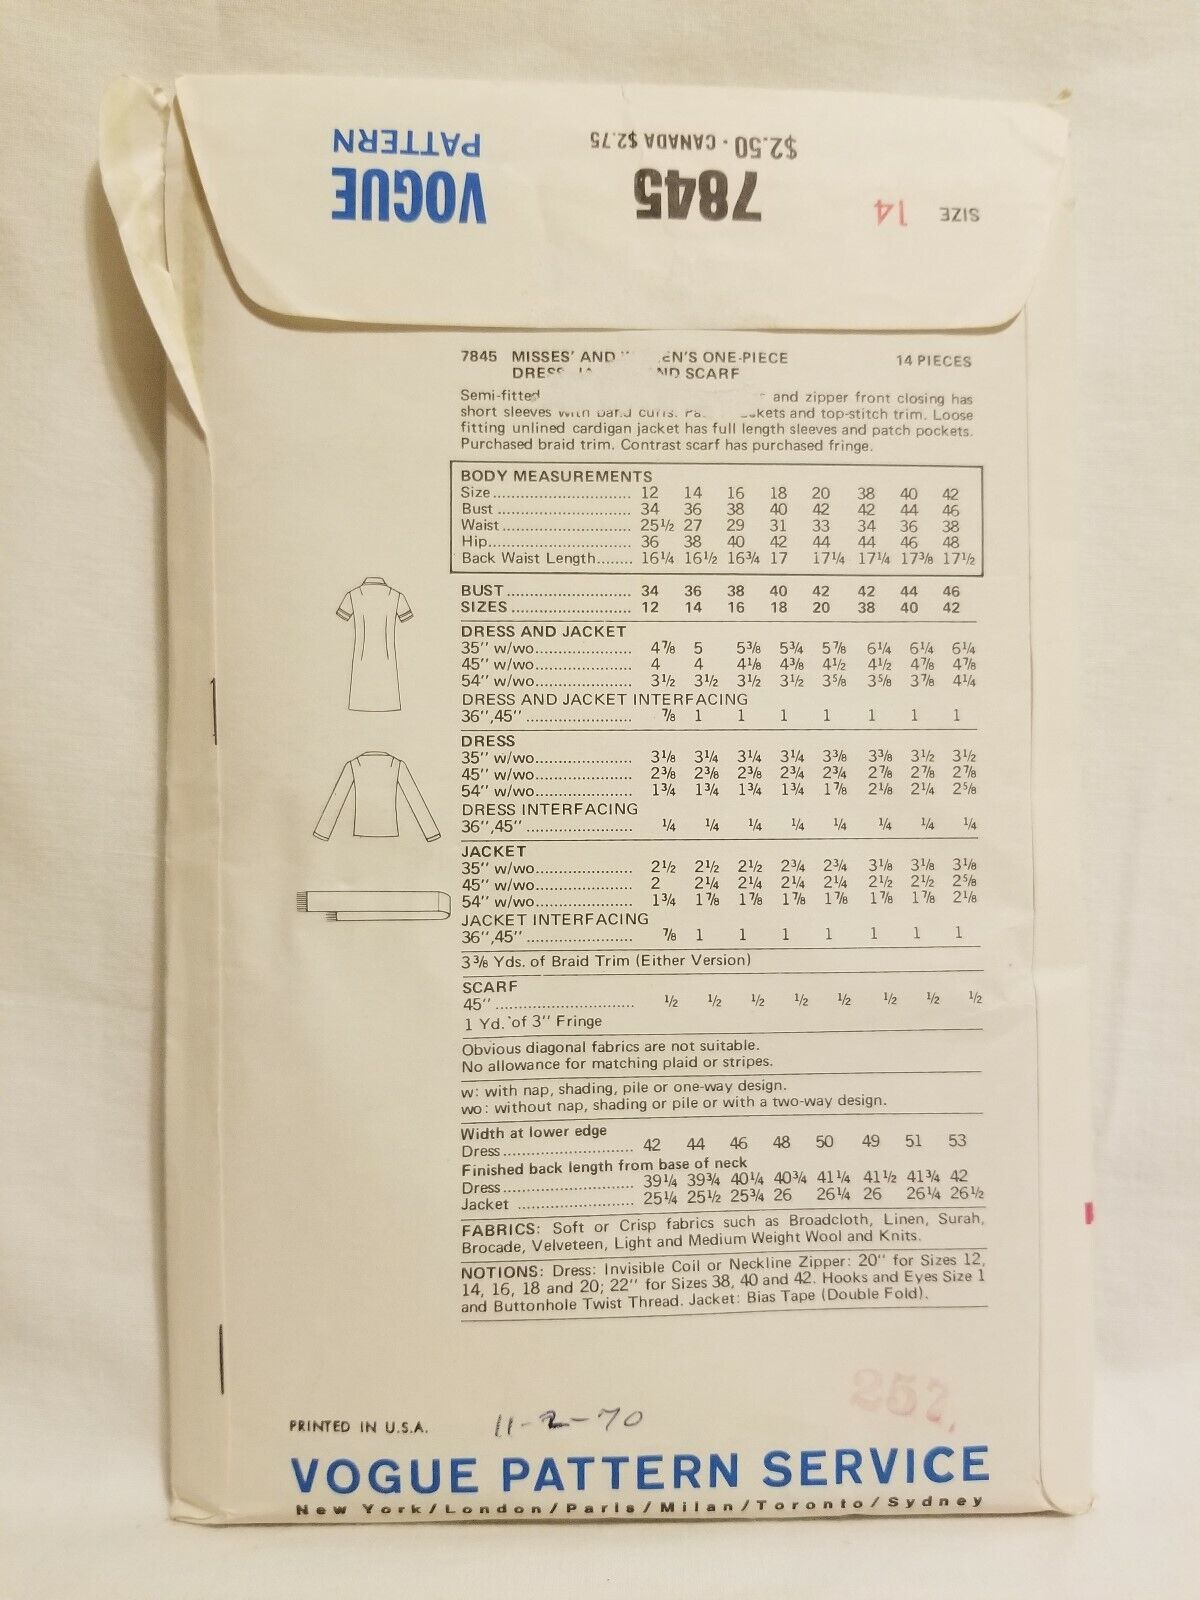 VOGUE
PATTERN
7845
$2.50 · CANADA $2.75
SIZE 14
7845 MISSES' AND EN'S ONE-PIECE 14 PIECES
DRESS ND SCARF
Semi-fitted and zipper front closing has
short sleeves with band cuffs. kets and top-stitch trim. Loose
fitting unlined cardigan jacket has full length sleeves and patch pockets.
Purchased braid trim. Contrast scarf has purchased fringe.
BODY MEASUREMENTS
Size 12 14 16 18 20 38 40 42
Bust 34 36 38 40 42 42 44 46
Waist 25½ 27 29 31 33 34 36 38
Hip 36 38 40 42 44 44 46 48
Back Waist Length 16¼ 16½ 16¾ 17 17¼ 17¼ 17⅜ 17½
BUST 34 36 38 40 42 42 44 46
SIZES 12 14 16 18 20 38 40 42
DRESS AND JACKET
35" w/wo 4⅞ 5 5⅜ 5¾ 5⅞ 6¼ 6¼ 6¼
45" w/wo 4 4 4⅛ 4⅜ 4½ 4½ 4⅞ 4⅞
54" w/wo 3½ 3½ 3½ 3½ 3⅝ 3⅝ 3⅞ 4¼
DRESS AND JACKET INTERFACING
36",45" ⅞ 1 1 1 1 1 1 1
DRESS
35" w/wo 3⅛ 3¼ 3¼ 3¼ 3⅜ 3⅜ 3½ 3½
45" w/wo 2⅜ 2⅜ 2⅜ 2¾ 2¾ 2⅞ 2⅞ 2⅞
54" w/wo 1¾ 1¾ 1¾ 1¾ 1⅞ 2⅛ 2¼ 2⅝
DRESS INTERFACING
36",45" ¼ ¼ ¼ ¼ ¼ ¼ ¼ ¼
JACKET
35" w/wo 2½ 2½ 2½ 2¾ 2¾ 3⅛ 3⅛ 3⅛
45" w/wo 2 2¼ 2¼ 2¼ 2¼ 2½ 2½ 2⅝
54" w/wo 1¾ 1⅞ 1⅞ 1⅞ 1⅞ 1⅞ 1⅞ 2⅛
JACKET INTERFACING
36",45" ⅞ 1 1 1 1 1 1 1
3⅜ Yds. of Braid Trim (Either Version)
SCARF
45" ½ ½ ½ ½ ½ ½ ½ ½
1 Yd. of 3" Fringe
Obvious diagonal fabrics are not suitable.
No allowance for matching plaid or stripes.
w: with nap, shading, pile or one-way design.
wo: without nap, shading or pile or with a two-way design.
Width at lower edge
Dress 42 44 46 48 50 49 51 53
Finished back length from base of neck
Dress 39¼ 39¾ 40¼ 40¾ 41¼ 41½ 41¾ 42
Jacket 25¼ 25½ 25¾ 26 26¼ 26 26¼ 26½
FABRICS: Soft or Crisp fabrics such as Broadcloth, Linen, Surah,
Brocade, Velveteen, Light and Medium Weight Wool and Knits.
NOTIONS: Dress: Invisible Coil or Neckline Zipper: 20" for Sizes 12,
14, 16, 18 and 20; 22" for Sizes 38, 40 and 42. Hooks and Eyes Size 1
and Buttonhole Twist Thread. Jacket: Bias Tape (Double Fold).
257
PRINTED IN U.S.A. 11-2-70
VOGUE PATTERN SERVICE
New York/London/Paris/Milan/Toronto/Sydney